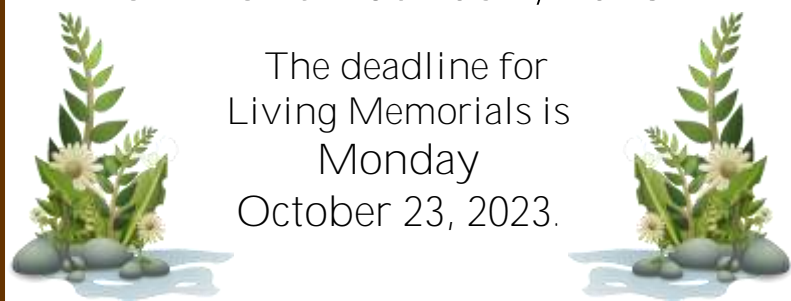 The deadline for
Living Memorials is
Monday
October 23, 2023.